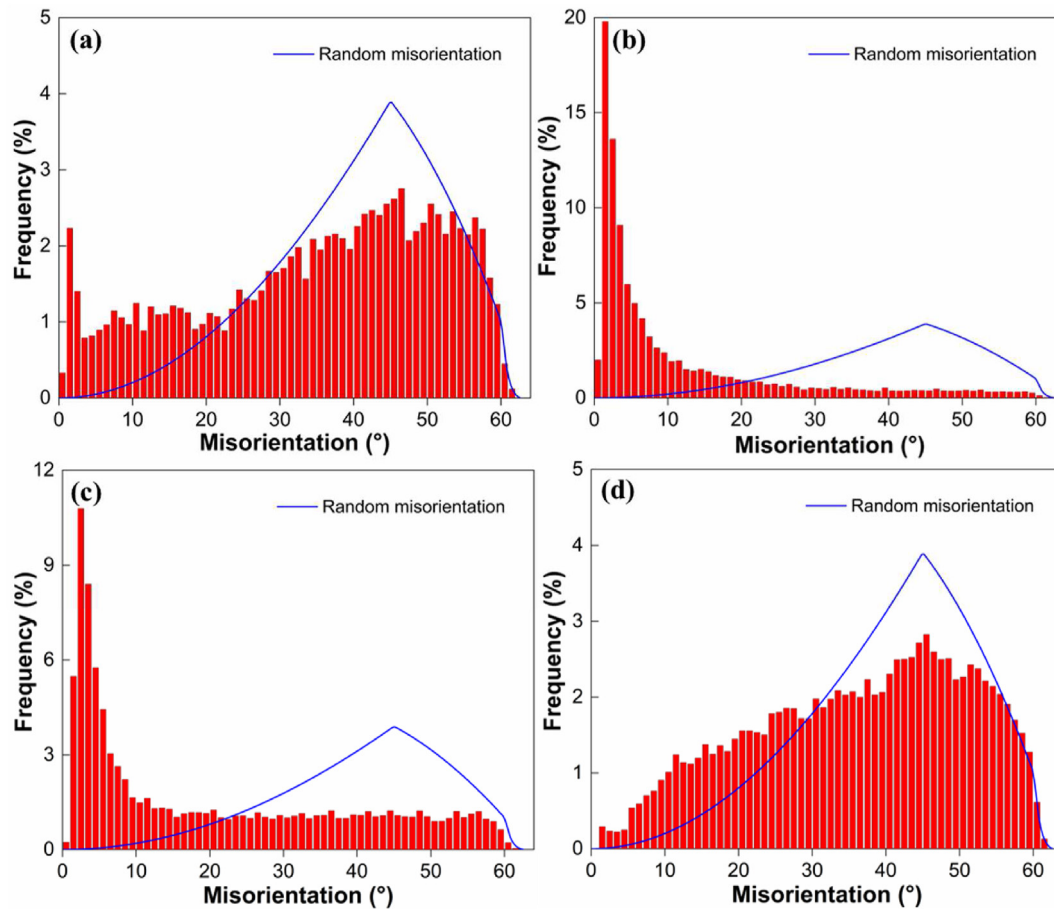 (a)
Random misorientation
5
4
3
2
1
0
Frequency (%)
0 10 20 30 40 50 60
Misorientation (°)
(b)
Random misorientation
20
15
10
5
0
Frequency (%)
0 10 20 30 40 50 60
Misorientation (°)
(c)
Random misorientation
12
9
6
3
0
Frequency (%)
0 10 20 30 40 50 60
Misorientation (°)
(d)
Random misorientation
5
4
3
2
1
0
Frequency (%)
0 10 20 30 40 50 60
Misorientation (°)